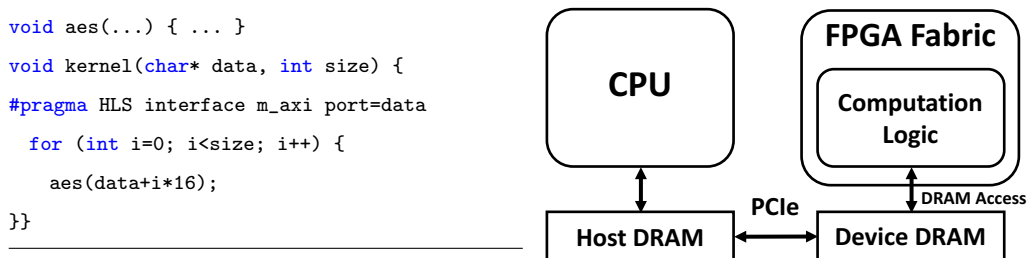 void aes(...) { ... }
void kernel(char* data, int size) {
#pragma HLS interface m_axi port=data
for (int i=0; i<size; i++) {
aes(data+i*16);
}}
CPU
FPGA Fabric
Computation
Logic
DRAM Access
PCIe
Host DRAM
Device DRAM